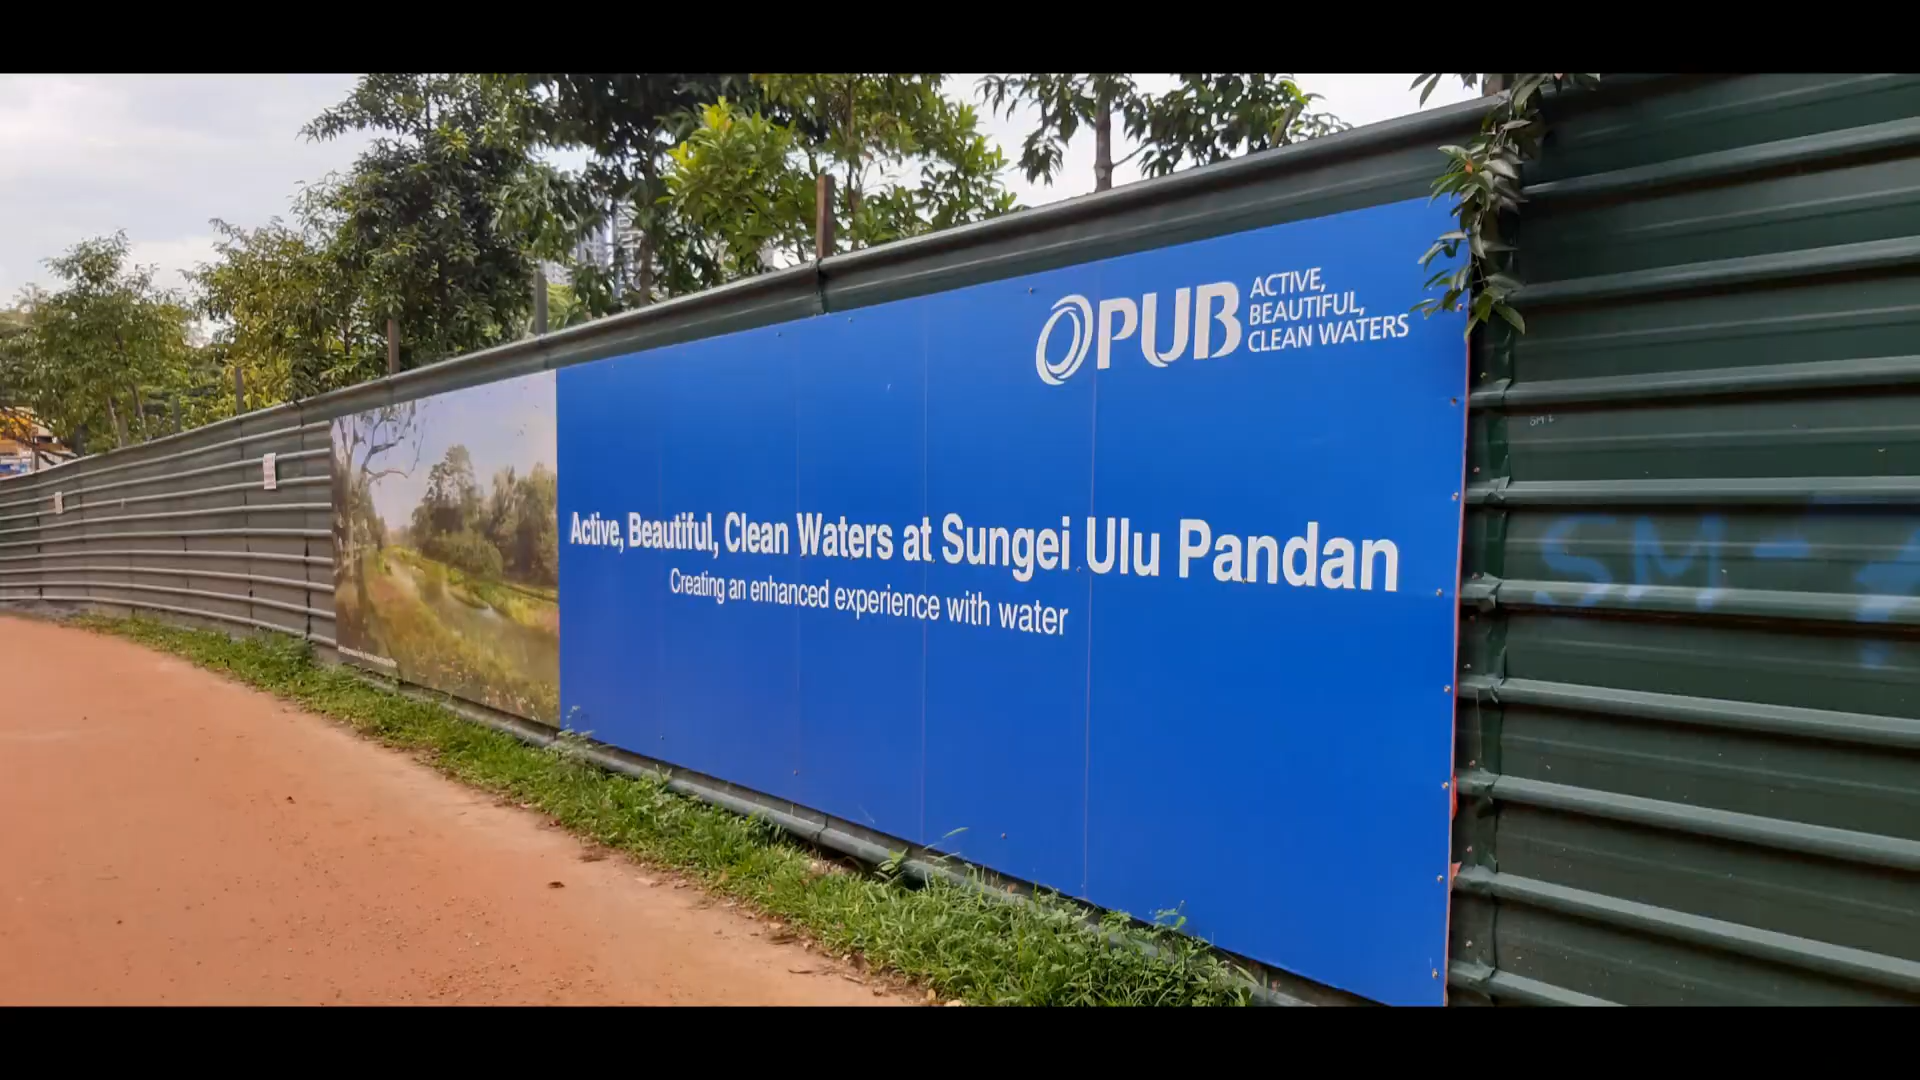 PUB
ACTIVE,
BEAUTIFUL,
CLEAN WATERS
Active, Beautiful, Clean Waters at Sungei Ulu Pandan
Creating an enhanced experience with water
SM